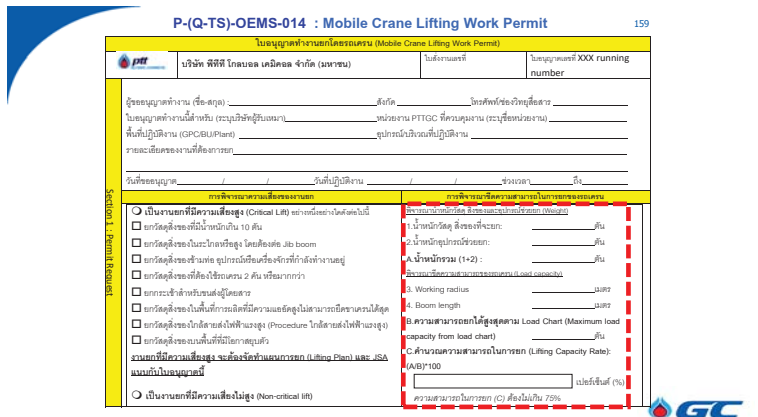 P-(Q-TS)-OEMS-014 : Mobile Crane Lifting Work Permit
159
ใบอนุญาตทำงานยกโดยรถเครน (Mobile Crane Lifting Work Permit)
ptt
บริษัท พีทีที โกลบอล เคมิคอล จำกัด (มหาชน)
ใบสั่งงานเลขที่
ใบอนุญาตเลขที่ XXX running number
Section 1 : Permit Request
ผู้ขออนุญาตทำงาน (ชื่อ-สกุล) : สังกัด โทรศัพท์/ช่องวิทยุสื่อสาร
ใบอนุญาตทำงานนี้สำหรับ (ระบุบริษัทผู้รับเหมา) หน่วยงาน PTTGC ที่ควบคุมงาน (ระบุชื่อหน่วยงาน)
พื้นที่ปฏิบัติงาน (GPC/BU/Plant) อุปกรณ์/บริเวณที่ปฏิบัติงาน
รายละเอียดของงานที่ต้องการยก
วันที่ขออนุญาต / / วันที่ปฏิบัติงาน / / ช่วงเวลา ถึง
การพิจารณาความเสี่ยงของงานยก
เป็นงานยกที่มีความเสี่ยงสูง (Critical Lift) อย่างหนึ่งอย่างใดดังต่อไปนี้
ยกวัสดุสิ่งของที่มีน้ำหนักเกิน 10 ตัน
ยกวัสดุสิ่งของในระะไกลหรือสูง โดยต้องต่อ Jib boom
ยกวัสดุสิ่งของข้ามท่อ อุปกรณ์หรือเครื่องจักรที่กำลังทำงานอยู่
ยกวัสดุสิ่งของที่ต้องใช้รถเครน 2 คัน หรือมากกว่า
ยกกระเช้าสำหรับขนส่งผู้โดยสาร
ยกวัสดุสิ่งของในพื้นที่การผลิตที่มีความแออัดสูงไม่สามารถยืดขาเครนได้สุด
ยกวัสดุสิ่งของใกล้สายส่งไฟฟ้าแรงสูง (Procedure ใกล้สายส่งไฟฟ้าแรงสูง)
ยกวัสดุสิ่งของบนพื้นที่ที่มีโอกาสยุบตัว
งานยกที่มีความเสี่ยงสูง จะต้องจัดทำแผนการยก (Lifting Plan) และ JSA
แนบกับใบอนุญาตนี้
เป็นงานยกที่มีความเสี่ยงไม่สูง (Non-critical lift)
การพิจารณาขีดความสามารถในการยกของรถเครน
พิจารณาน้ำหนักวัสดุ สิ่งของและอุปกรณ์ช่วยยก (Weight)
1.น้ำหนักวัสดุ สิ่งของที่จะยก: ตัน
2.น้ำหนักอุปกรณ์ช่วยยก: ตัน
A.น้ำหนักรวม (1+2) : ตัน
พิจารณาขีดความสามารถของรถเครน (Load capacity)
3. Working radius เมตร
4. Boom length เมตร
B.ความสามารถยกได้สูงสุดตาม Load Chart (Maximum load
capacity from load chart) ตัน
C.คำนวณความสามารถในการยก (Lifting Capacity Rate):
(A/B)*100
เปอร์เซ็นต์ (%)
ความสามารถในการยก (C) ต้องไม่เกิน 75%
GC